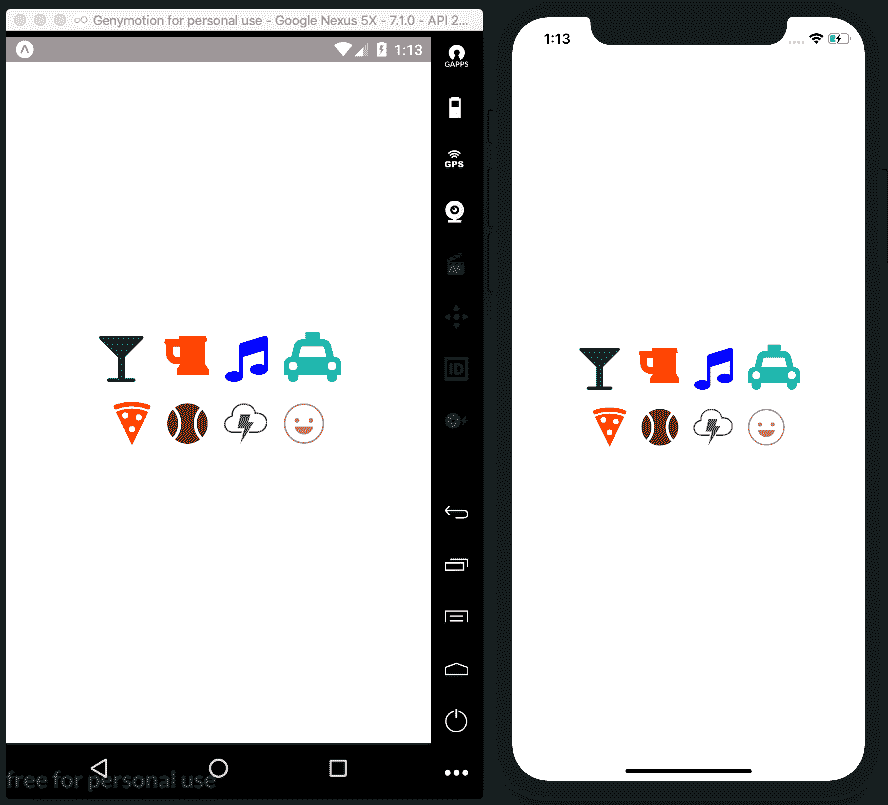 Genymotion for personal use - Google Nexus 5X - 7.1.0 - API 2...
1:13
GAPPS
GPS
ID
free for personal use
1:13